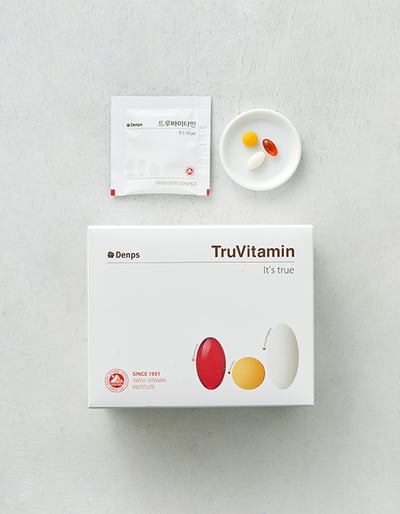 Denps
트루바이타민
It's true
Denps
TruVitamin
It's true
SINCE 1931
SWISS VITAMIN
INSTITUTE